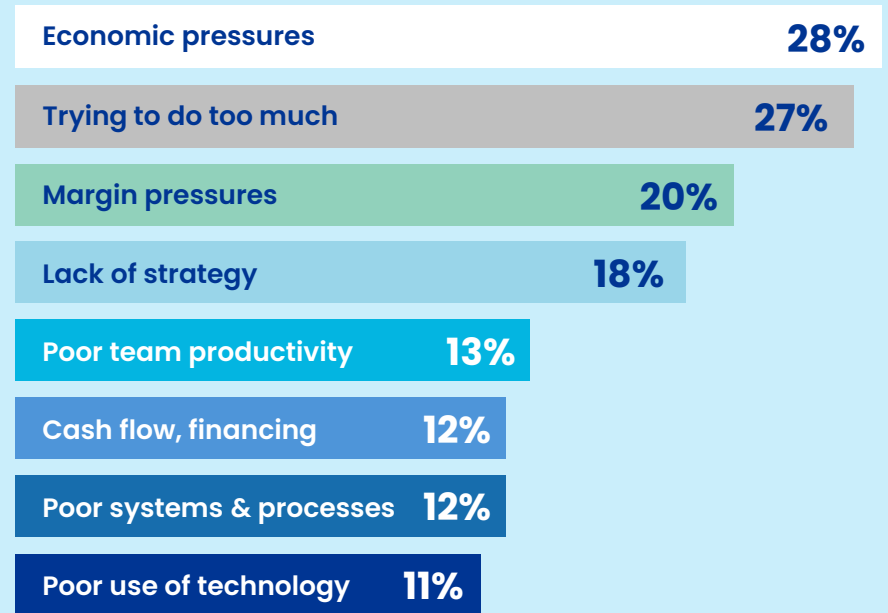 Economic pressures 28%
Trying to do too much 27%
Margin pressures 20%
Lack of strategy 18%
Poor team productivity 13%
Cash flow, financing 12%
Poor systems & processes 12%
Poor use of technology 11%